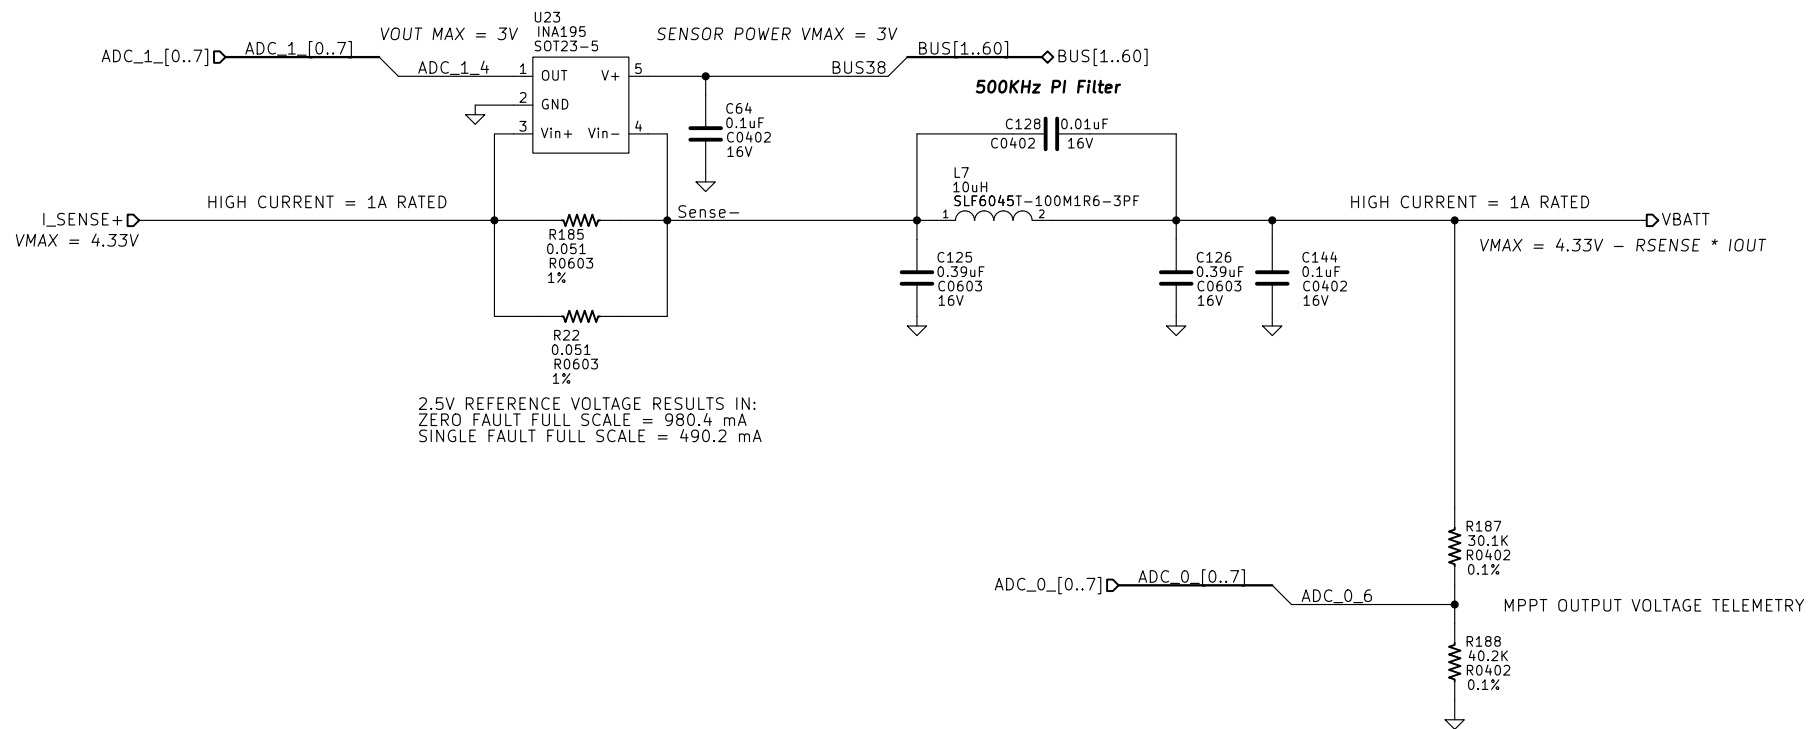 U23
INA195
SOT23-5
VOUT MAX = 3V
SENSOR POWER VMAX = 3V
ADC_1_[0..7]
ADC_1_[0..7]
ADC_1_4
1 OUT
V+ 5
2 GND
3 Vin+
Vin- 4
BUS38
BUS[1..60]
BUS[1..60]
500KHz PI Filter
C64
0.1uF
C0402
16V
C128
0.01uF
C0402
16V
L7
10uH
SLF6045T-100M1R6-3PF
1
2
I_SENSE+
VMAX = 4.33V
HIGH CURRENT = 1A RATED
Sense-
R185
0.051
R0603
1%
R22
0.051
R0603
1%
2.5V REFERENCE VOLTAGE RESULTS IN:
ZERO FAULT FULL SCALE = 980.4 mA
SINGLE FAULT FULL SCALE = 490.2 mA
C125
0.39uF
C0603
16V
C126
0.39uF
C0603
16V
C144
0.1uF
C0402
16V
HIGH CURRENT = 1A RATED
VBATT
VMAX = 4.33V - RSENSE * IOUT
R187
30.1K
R0402
0.1%
ADC_0_[0..7]
ADC_0_[0..7]
ADC_0_6
MPPT OUTPUT VOLTAGE TELEMETRY
R188
40.2K
R0402
0.1%